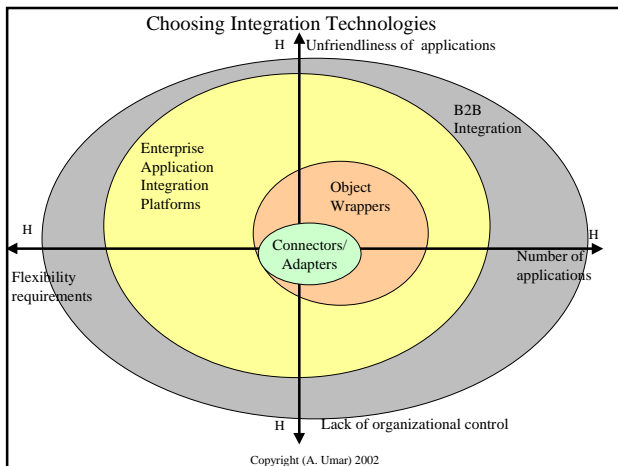 Choosing Integration Technologies
H
Unfriendliness of applications
B2B
Integration
Enterprise
Application
Integration
Platforms
Object
Wrappers
H
H
Connectors/
Adapters
Flexibility
requirements
Number of
applications
H
Lack of organizational control
Copyright (A. Umar) 2002